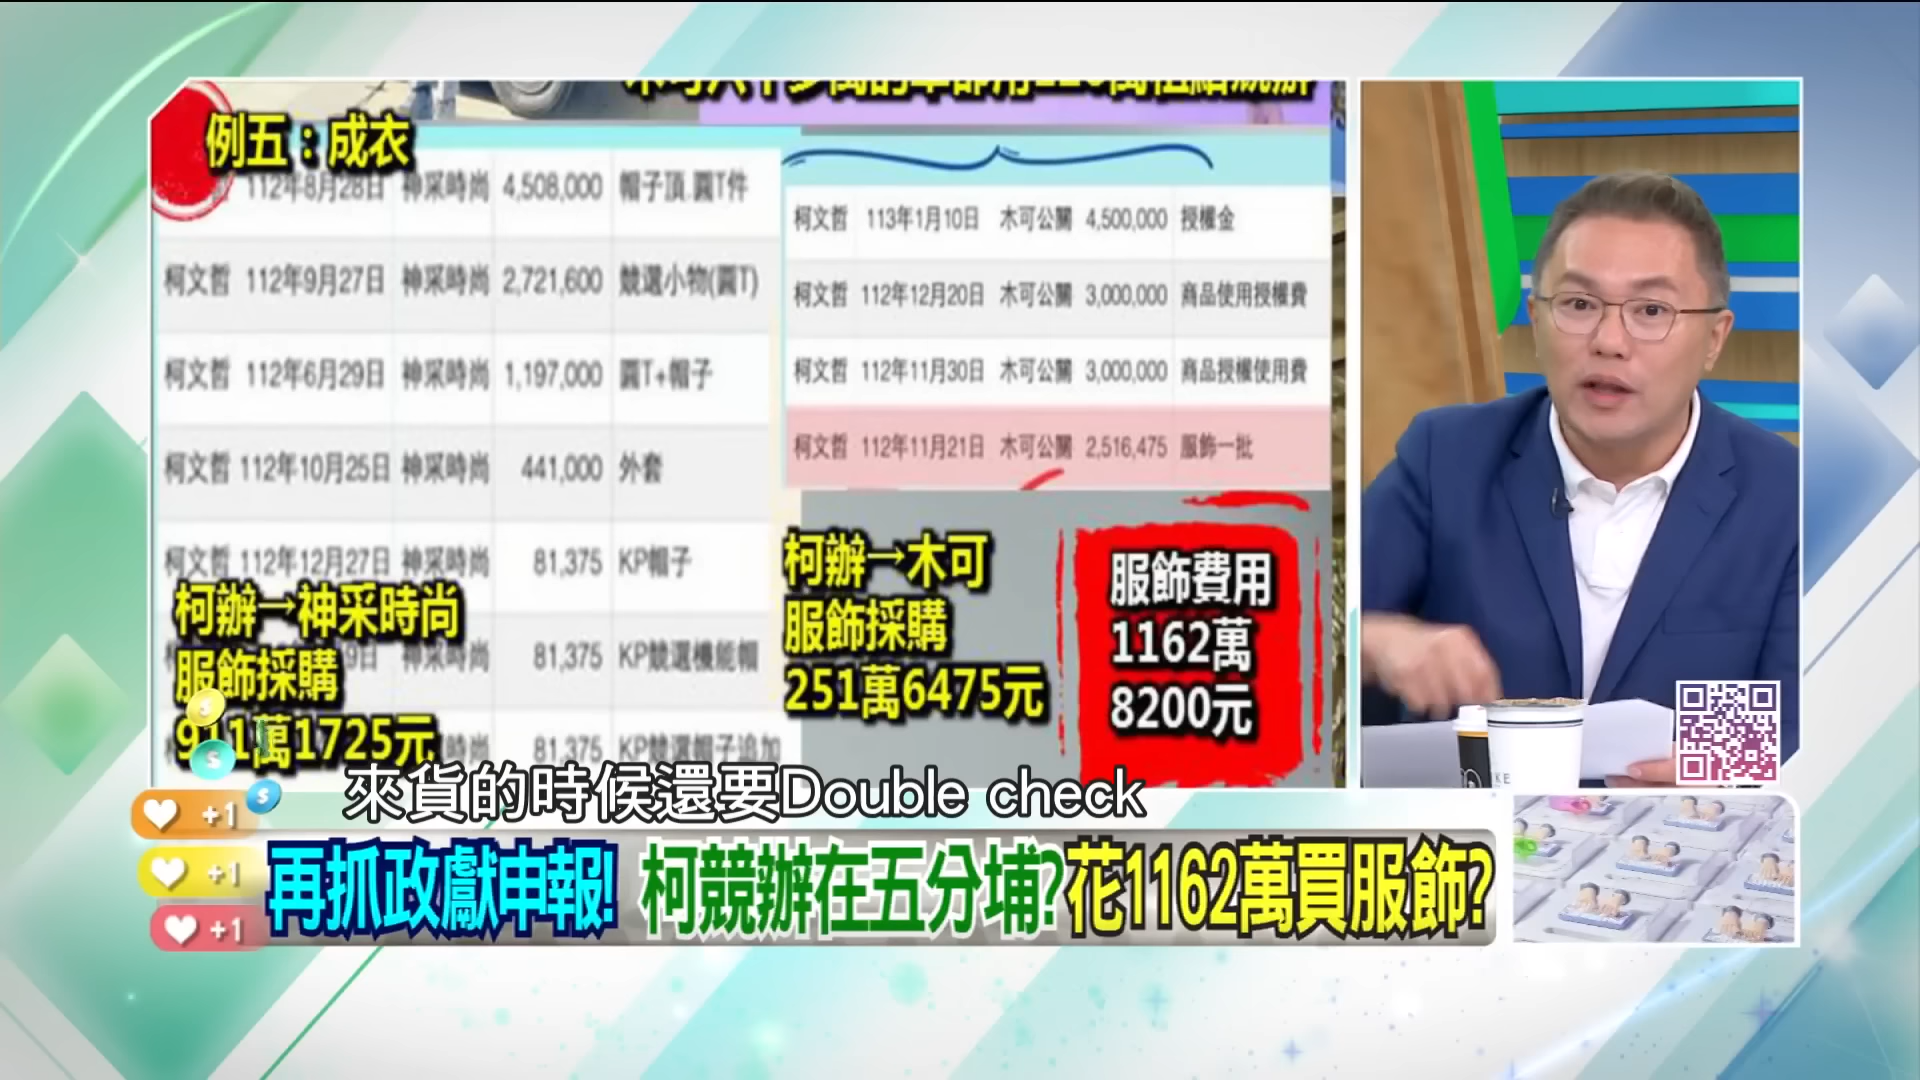 例五：成衣
112年8月28日 神采時尚 4,508,000 帽子頂.圓T件
柯文哲 112年9月27日 神采時尚 2,721,600 競選小物(圓T)
柯文哲 112年6月29日 神采時尚 1,197,000 圓T+帽子
柯文哲 112年10月25日 神采時尚 441,000 外套
柯文哲 112年12月27日 神采時尚 81,375 KP帽子
9日 神采時尚 81,375 KP競選機能帽
時尚 81,375 KP競選帽子追加
柯辦→神采時尚
服飾採購
911萬1725元
柯文哲 113年1月10日 木可公關 4,500,000 授權金
柯文哲 112年12月20日 木可公關 3,000,000 商品使用授權費
柯文哲 112年11月30日 木可公關 3,000,000 商品授權使用費
柯文哲 112年11月21日 木可公關 2,516,475 服飾一批
柯辦→木可
服飾採購
251萬6475元
服飾費用
1162萬
8200元
來貨的時候還要Double check
+1
+1
+1
再抓政獻申報! 柯競辦在五分埔?花1162萬買服飾?